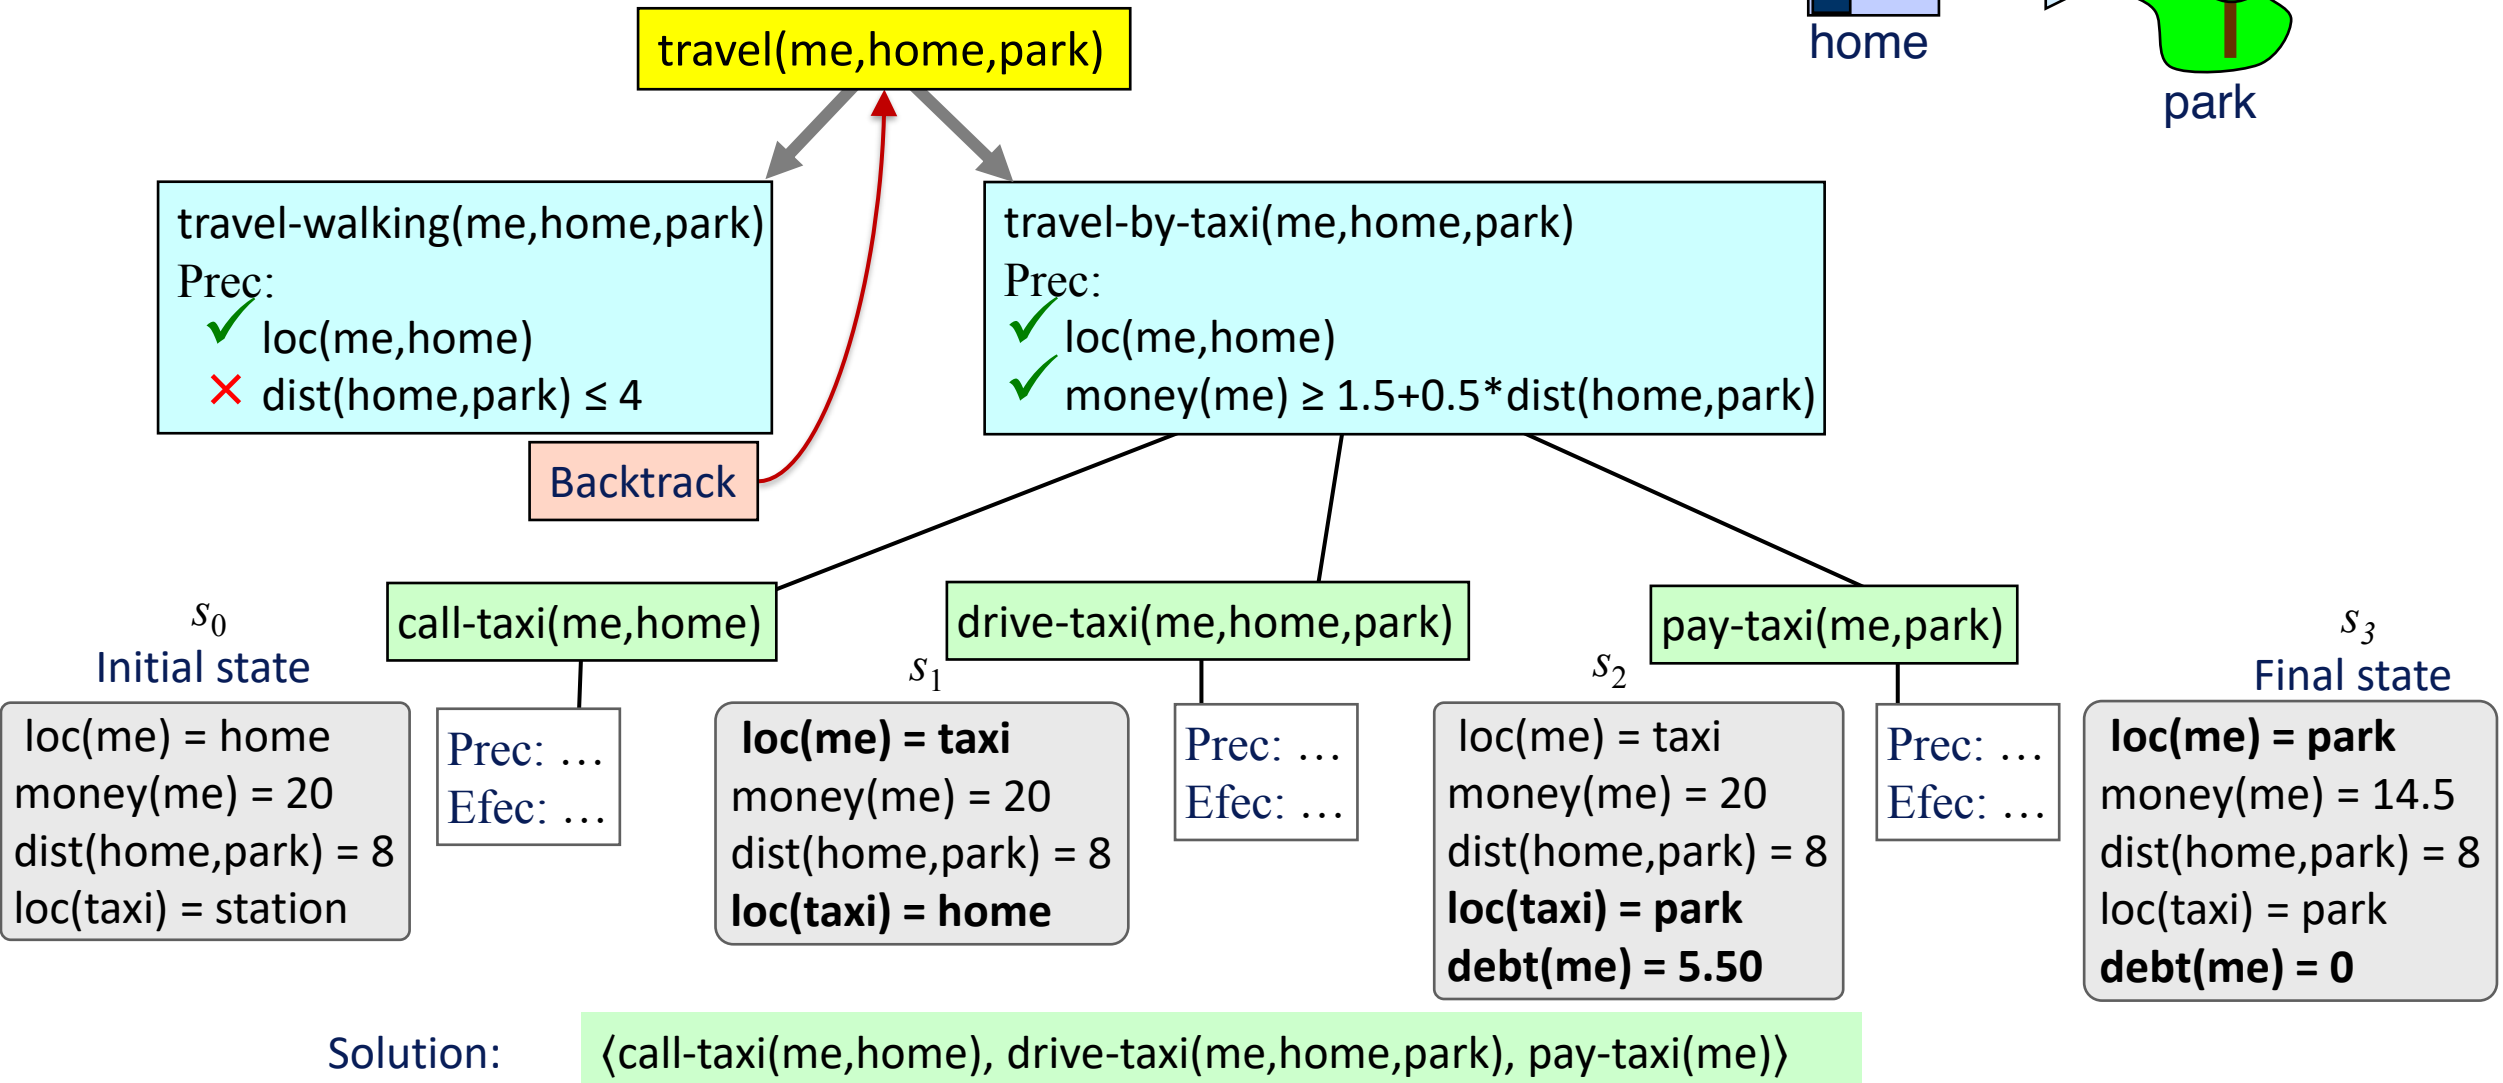 travel(me,home,park)
home
park
travel-walking(me,home,park)
Prec:
loc(me,home)
dist(home,park) ≤ 4
Backtrack
travel-by-taxi(me,home,park)
Prec:
loc(me,home)
money(me) ≥ 1.5+0.5*dist(home,park)
call-taxi(me,home)
drive-taxi(me,home,park)
pay-taxi(me,park)
s0
Initial state
loc(me) = home
money(me) = 20
dist(home,park) = 8
loc(taxi) = station
Prec: …
Efec: …
s1
loc(me) = taxi
money(me) = 20
dist(home,park) = 8
loc(taxi) = home
Prec: …
Efec: …
s2
loc(me) = taxi
money(me) = 20
dist(home,park) = 8
loc(taxi) = park
debt(me) = 5.50
Prec: …
Efec: …
s3
Final state
loc(me) = park
money(me) = 14.5
dist(home,park) = 8
loc(taxi) = park
debt(me) = 0
Solution:
⟨call-taxi(me,home), drive-taxi(me,home,park), pay-taxi(me)⟩